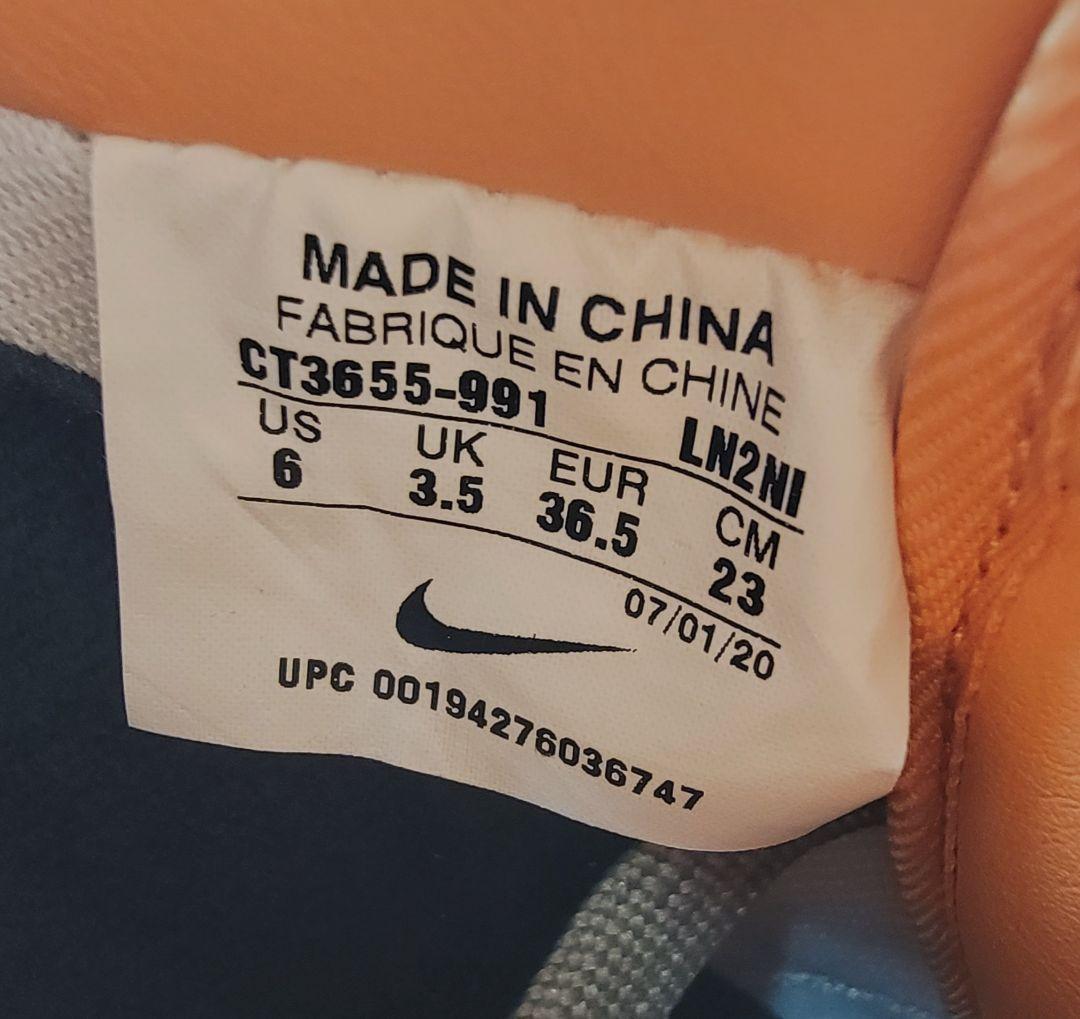 MADE IN CHINA
FABRIQUE EN CHINE
CT3655-991 LN2NI
US UK EUR CM
6 3.5 36.5 23
07/01/20
UPC 00194276036747